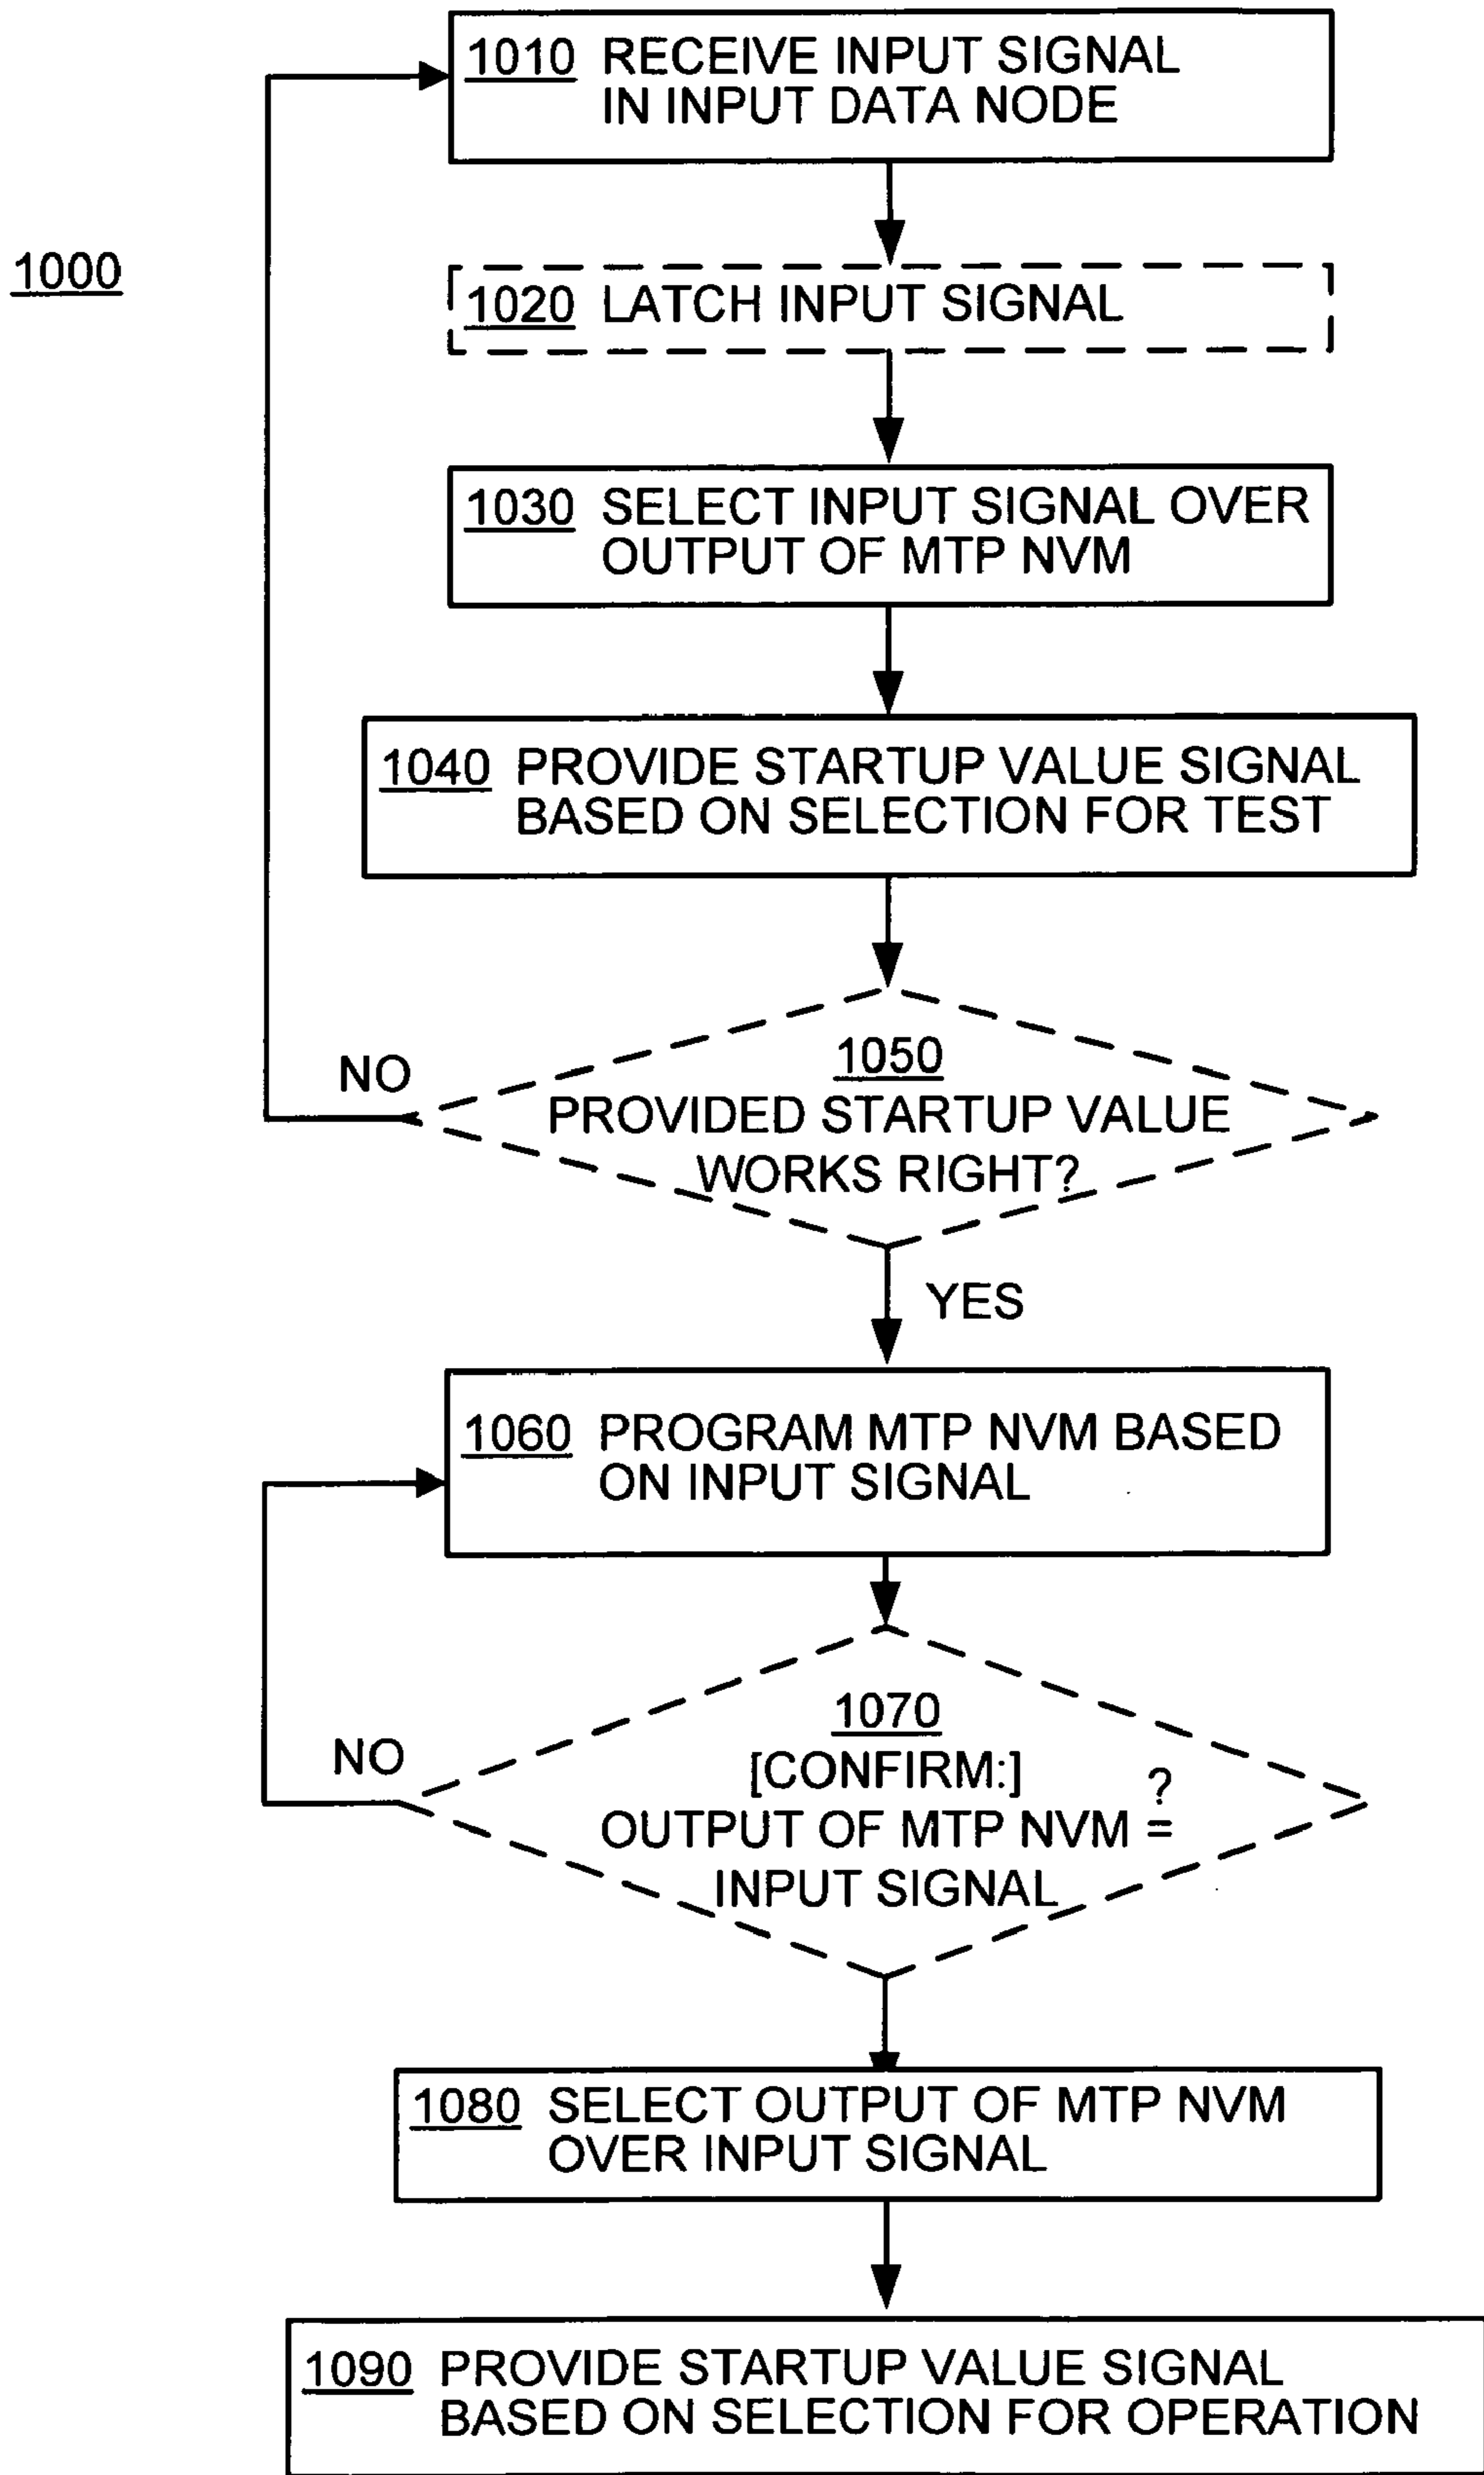 1010 RECEIVE INPUT SIGNAL
IN INPUT DATA NODE
1000
1020 LATCH INPUT SIGNAL
1030 SELECT INPUT SIGNAL OVER
OUTPUT OF MTP NVM
1040 PROVIDE STARTUP VALUE SIGNAL
BASED ON SELECTION FOR TEST
NO
1050
PROVIDED STARTUP VALUE
WORKS RIGHT?
YES
1060 PROGRAM MTP NVM BASED
ON INPUT SIGNAL
NO
1070
[CONFIRM:]
?
OUTPUT OF MTP NVM =
INPUT SIGNAL
1080 SELECT OUTPUT OF MTP NVM
OVER INPUT SIGNAL
1090 PROVIDE STARTUP VALUE SIGNAL
BASED ON SELECTION FOR OPERATION